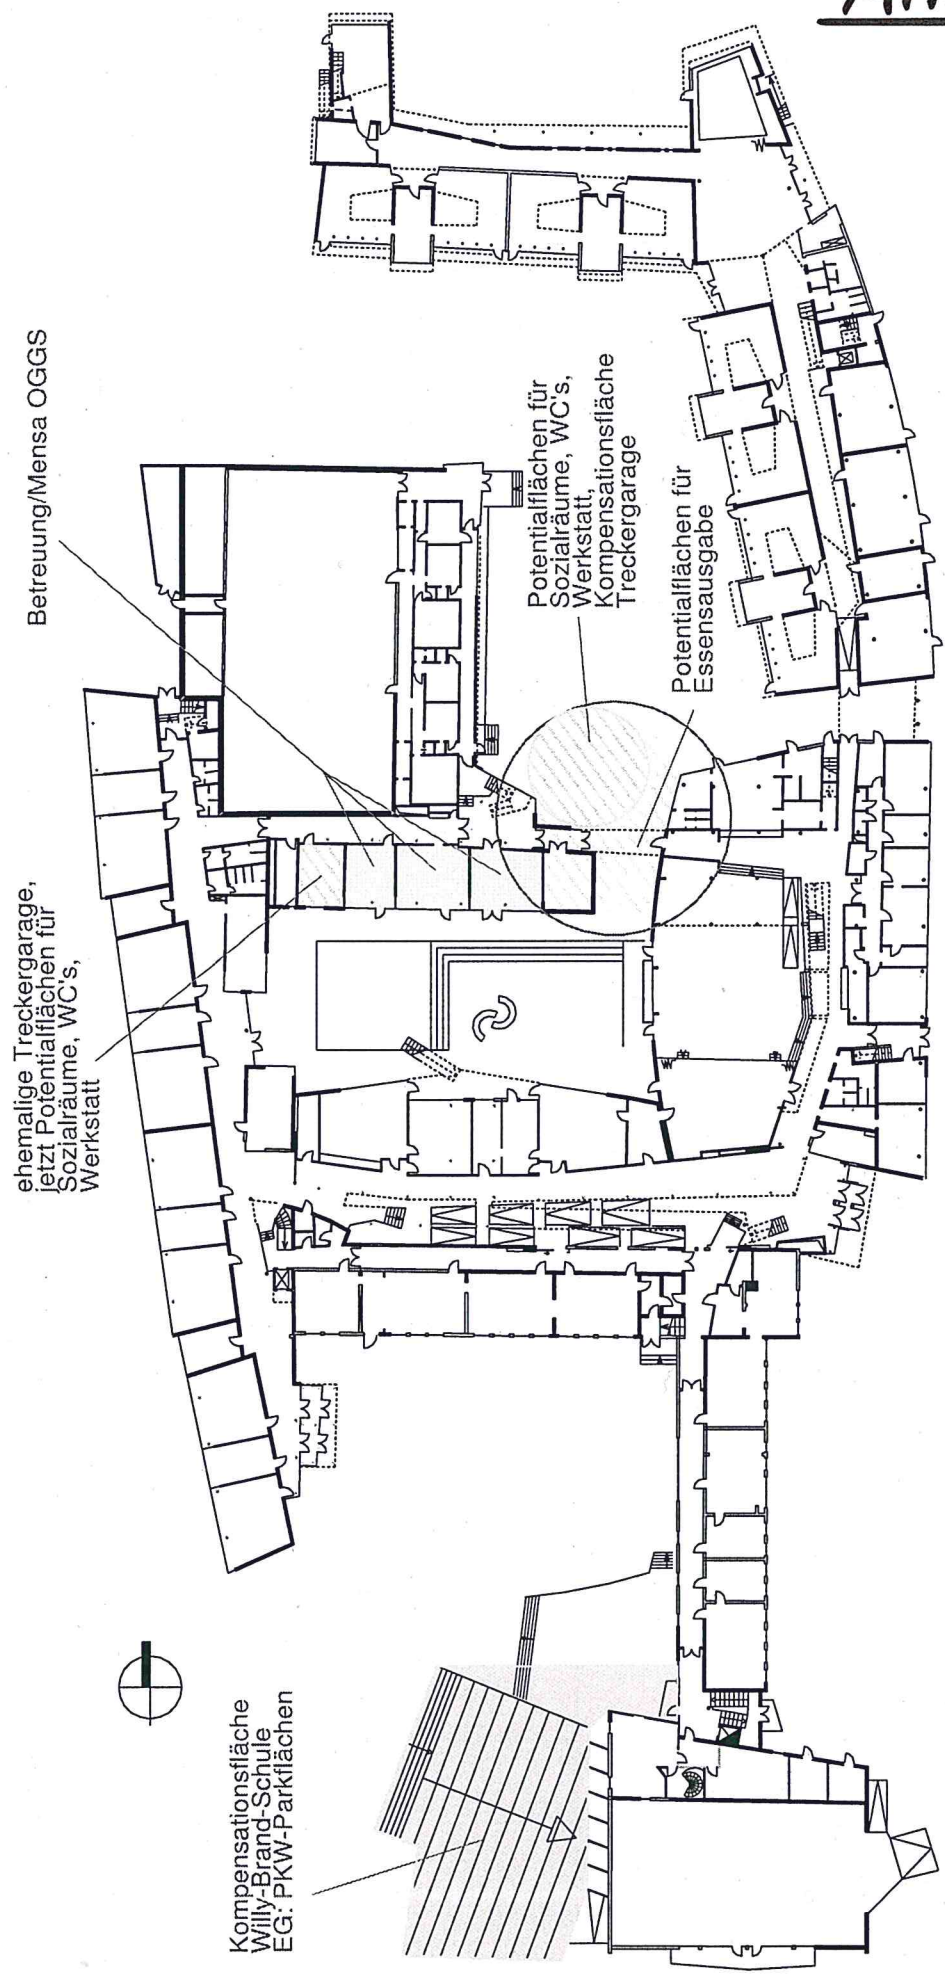 Betreuung/Mensa OGGS
ehemalige Treckergarage,
jetzt Potentialflächen für
Sozialräume, WC's,
Werkstatt
Potentialflächen für
Sozialräume, WC's,
Werkstatt,
Kompensationsfläche
Treckergarage
Potentialflächen für
Essensausgabe
Kompensationsfläche
Willy-Brand-Schule
EG: PKW-Parkflächen